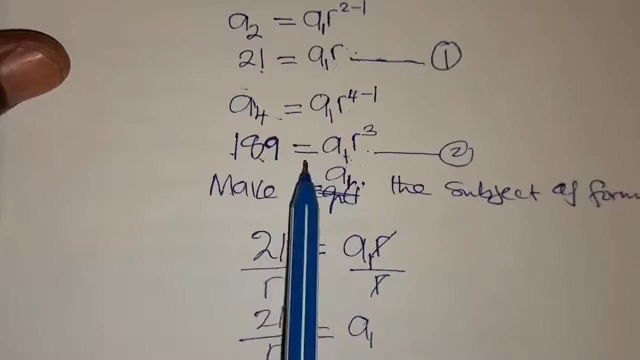 a₂ = a₁r²⁻¹
21 = a₁r ——— ①
a₄ = a₁r⁴⁻¹
189 = a₁r³ ——— ②
Make a₁ the subject of form
21/r = a₁r/r
21/r = a₁